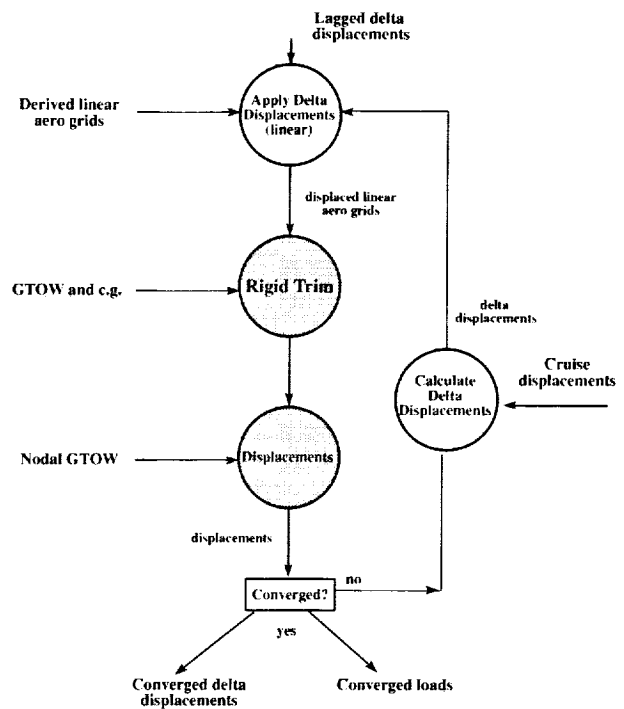 Lagged delta
displacements
Derived linear
aero grids
Apply Delta
Displacements
(linear)
displaced linear
aero grids
GTOW and c.g.
Rigid Trim
delta
displacements
Cruise
displacements
Calculate
Delta
Displacements
Nodal GTOW
Displacements
displacements
Converged?
no
yes
Converged delta
displacements
Converged loads